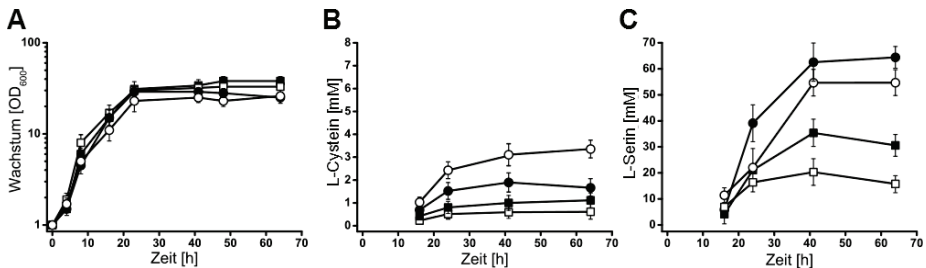 A
B
C
Wachstum [OD600]
100
10
1
0 10 20 30 40 50 60 70
Zeit [h]
L-Cystein [mM]
8
7
6
5
4
3
2
1
0
0 10 20 30 40 50 60 70
Zeit [h]
L-Serin [mM]
70
60
50
40
30
20
10
0
0 10 20 30 40 50 60 70
Zeit [h]